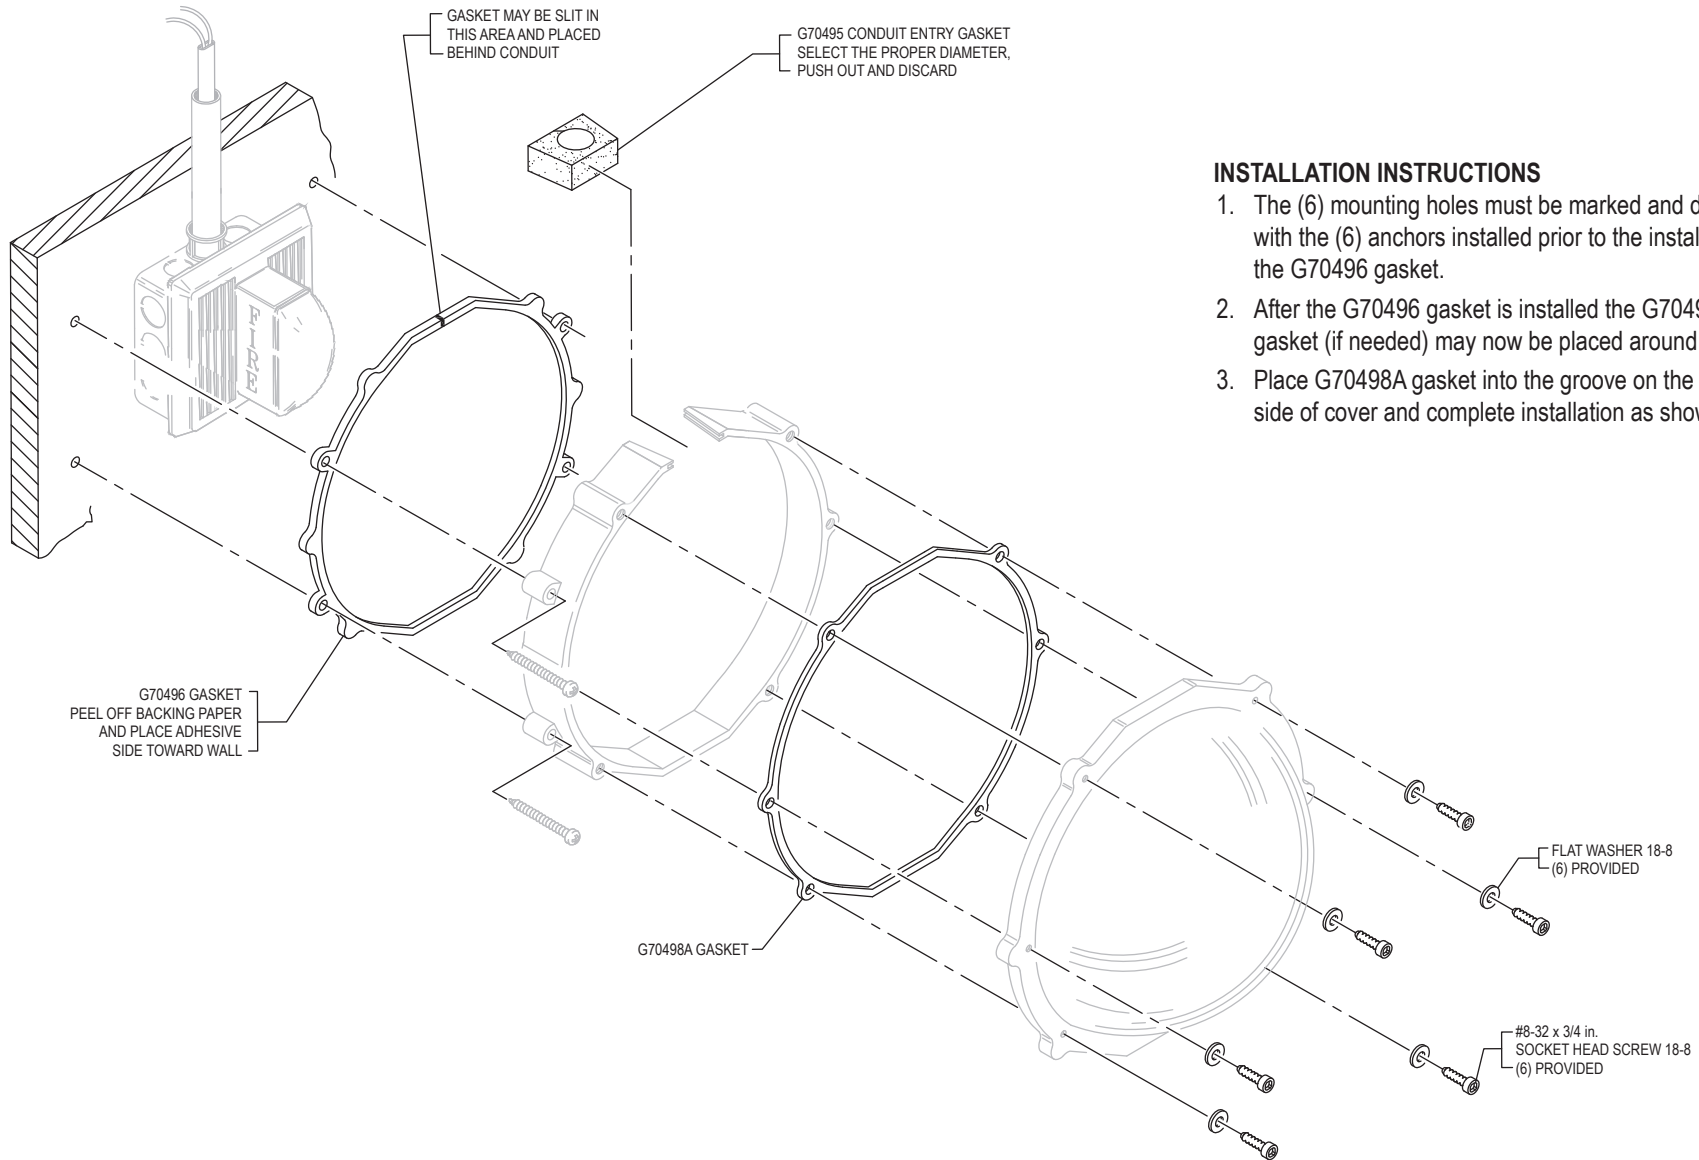 GASKET MAY BE SLIT IN
THIS AREA AND PLACED
BEHIND CONDUIT
G70495 CONDUIT ENTRY GASKET
SELECT THE PROPER DIAMETER,
PUSH OUT AND DISCARD
INSTALLATION INSTRUCTIONS
1. The (6) mounting holes must be marked and
with the (6) anchors installed prior to the
the G70496 gasket.
2. After the G70496 gasket is installed the
gasket (if needed) may now be placed around
3. Place G70498A gasket into the groove on the
side of cover and complete installation as
FIRE
G70496 GASKET
PEEL OFF BACKING PAPER
AND PLACE ADHESIVE
SIDE TOWARD WALL
G70498A GASKET
FLAT WASHER 18-8
(6) PROVIDED
#8-32 x 3/4 in.
SOCKET HEAD SCREW 18-8
(6) PROVIDED